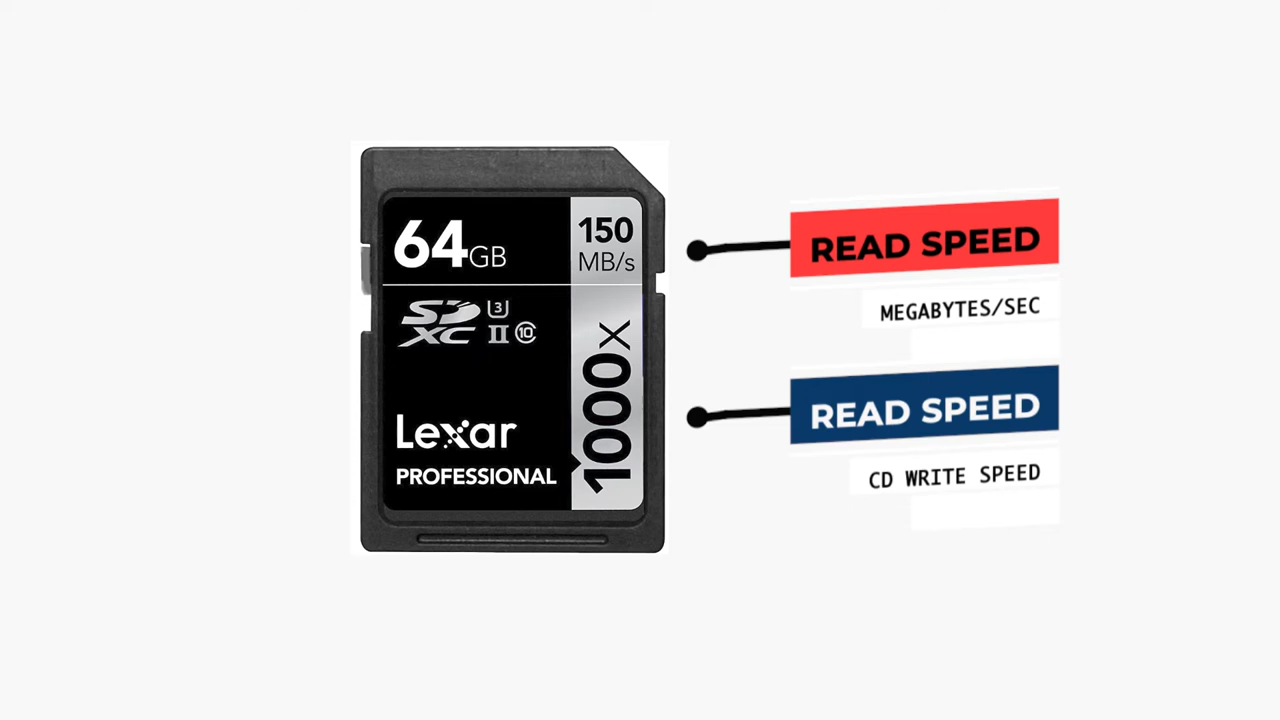 64GB
150
MB/s
SD
XC
3
II
10
1000x
Lexar
PROFESSIONAL
READ SPEED
MEGABYTES/SEC
READ SPEED
CD WRITE SPEED